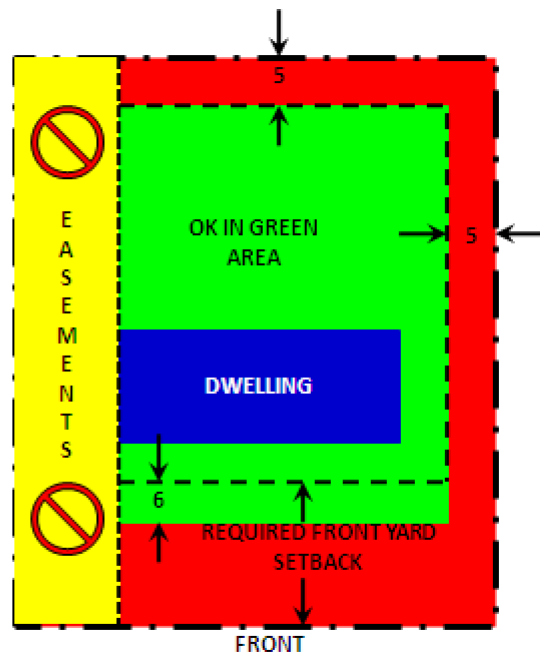 5
OK IN GREEN
AREA
5
E
A
S
E
M
E
N
T
S
DWELLING
6
REQUIRED FRONT YARD
SETBACK
FRONT